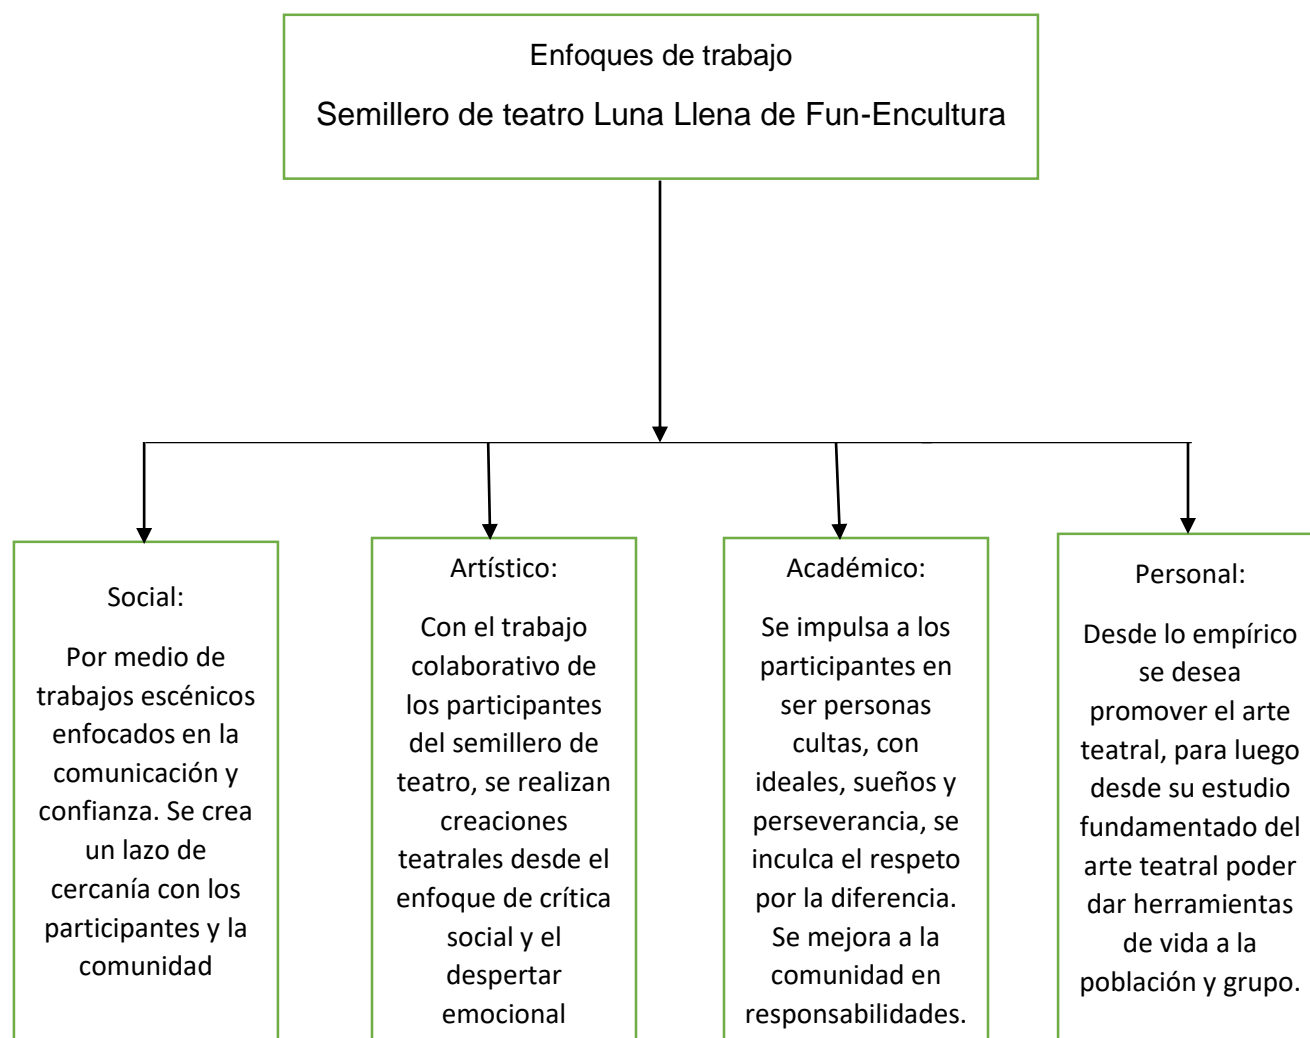 Enfoques de trabajo
Semillero de teatro Luna Llena de Fun-Encultura
Social:
Por medio de
trabajos escénicos
enfocados en la
comunicación y
confianza. Se crea
un lazo de
cercanía con los
participantes y la
comunidad
Artístico:
Con el trabajo
colaborativo de
los participantes
del semillero de
teatro, se realizan
creaciones
teatrales desde el
enfoque de crítica
social y el
despertar
emocional
Académico:
Se impulsa a los
participantes en
ser personas
cultas, con
ideales, sueños y
perseverancia, se
inculca el respeto
por la diferencia.
Se mejora a la
comunidad en
responsabilidades.
Personal:
Desde lo empírico
se desea
promover el arte
teatral, para luego
desde su estudio
fundamentado del
arte teatral poder
dar herramientas
de vida a la
población y grupo.